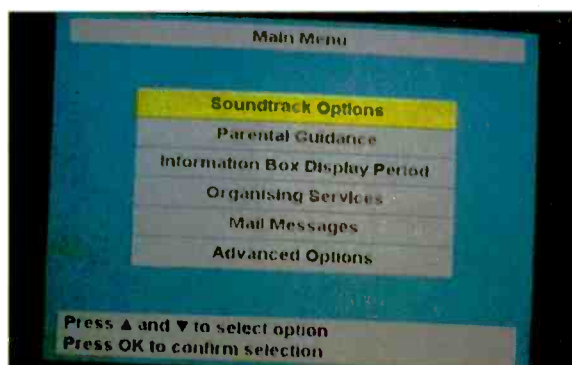 Main Menu
Soundtrack Options
Parental Guidance
Information Box Display Period
Organising Services
Mail Messages
Advanced Options
Press ▲ and ▼ to select option
Press OK to confirm selection